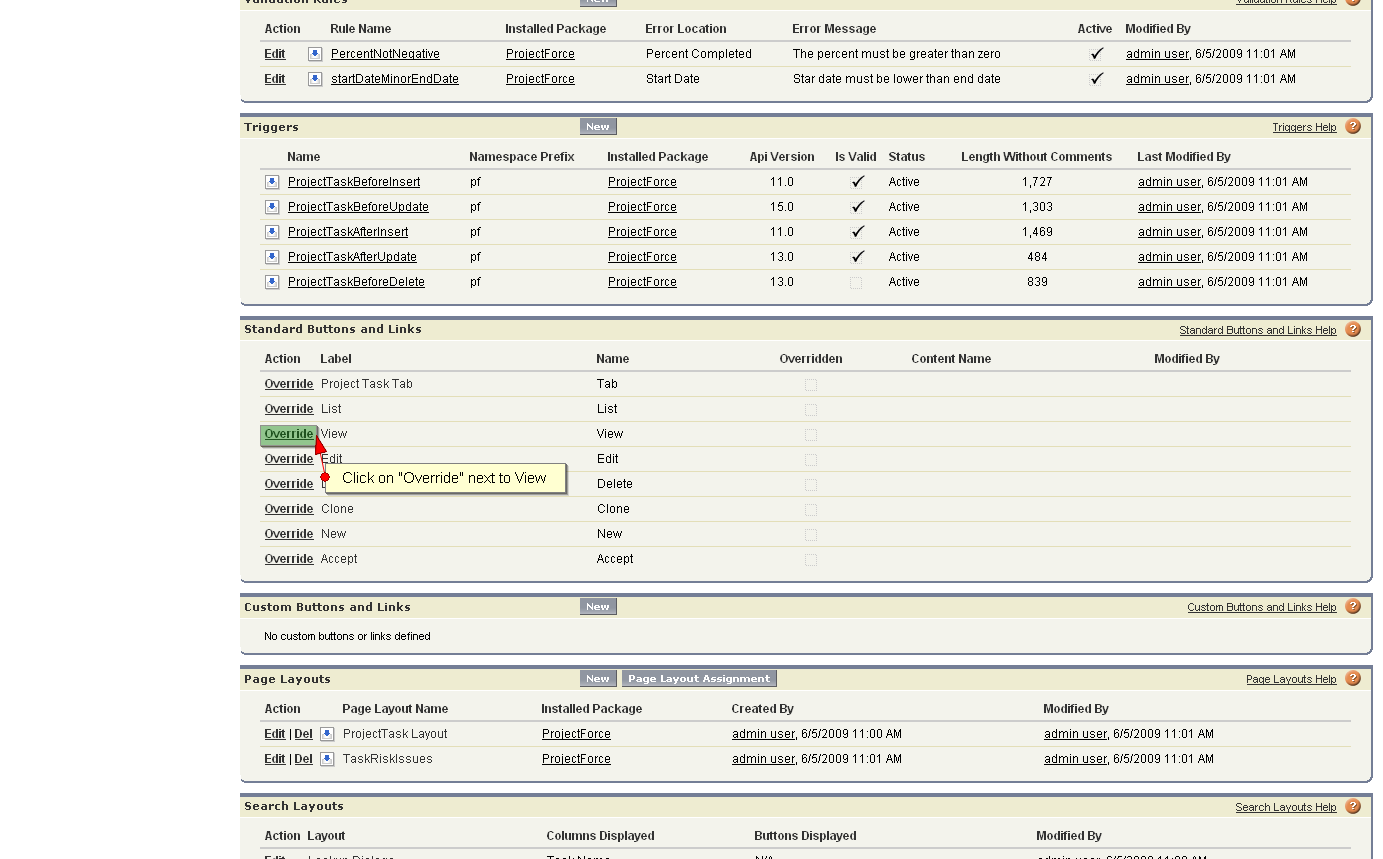 Validation Rules New Validation Rules Help ?
Action Rule Name Installed Package Error Location Error Message Active Modified By
Edit PercentNotNegative ProjectForce Percent Completed The percent must be greater than zero admin user, 6/5/2009 11:01 AM
Edit startDateMinorEndDate ProjectForce Start Date Star date must be lower than end date admin user, 6/5/2009 11:01 AM
Triggers New Triggers Help ?
Name Namespace Prefix Installed Package Api Version Is Valid Status Length Without Comments Last Modified By
ProjectTaskBeforeInsert pf ProjectForce 11.0 Active 1,727 admin user, 6/5/2009 11:01 AM
ProjectTaskBeforeUpdate pf ProjectForce 15.0 Active 1,303 admin user, 6/5/2009 11:01 AM
ProjectTaskAfterInsert pf ProjectForce 11.0 Active 1,469 admin user, 6/5/2009 11:01 AM
ProjectTaskAfterUpdate pf ProjectForce 13.0 Active 484 admin user, 6/5/2009 11:01 AM
ProjectTaskBeforeDelete pf ProjectForce 13.0 Active 839 admin user, 6/5/2009 11:01 AM
Standard Buttons and Links Standard Buttons and Links Help ?
Action Label Name Overridden Content Name Modified By
Override Project Task Tab Tab
Override List List
Override View View
Override Edit Edit
Click on "Override" next to View
Override Delete
Override Clone Clone
Override New New
Override Accept Accept
Custom Buttons and Links New Custom Buttons and Links Help ?
No custom buttons or links defined
Page Layouts New Page Layout Assignment Page Layouts Help ?
Action Page Layout Name Installed Package Created By Modified By
Edit | Del ProjectTask Layout ProjectForce admin user, 6/5/2009 11:00 AM admin user, 6/5/2009 11:01 AM
Edit | Del TaskRiskIssues ProjectForce admin user, 6/5/2009 11:01 AM admin user, 6/5/2009 11:01 AM
Search Layouts Search Layouts Help ?
Action Layout Columns Displayed Buttons Displayed Modified By
Edit Lookup Dialogs Task Name N/A admin user, 6/5/2009